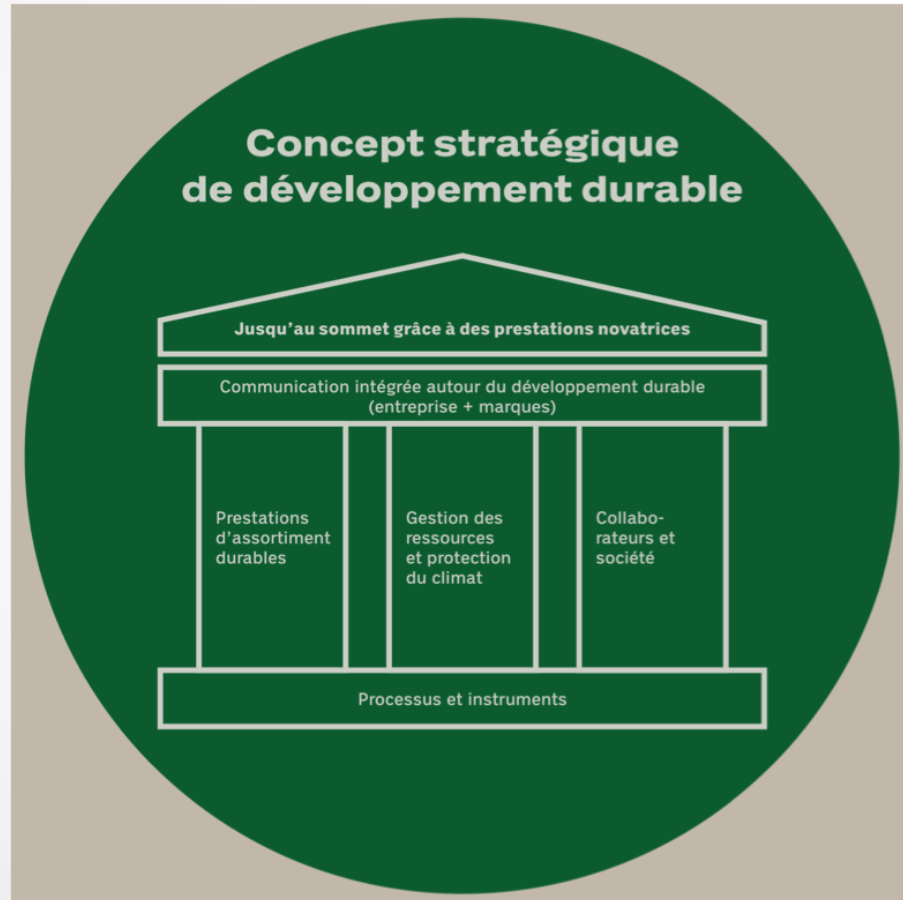 Concept stratégique
de développement durable
Jusqu'au sommet grâce à des prestations novatrices
Communication intégrée autour du développement durable
(entreprise + marques)
Prestations
d'assortiment
durables
Gestion des
ressources
et protection
du climat
Collabo-
rateurs et
société
Processus et instruments